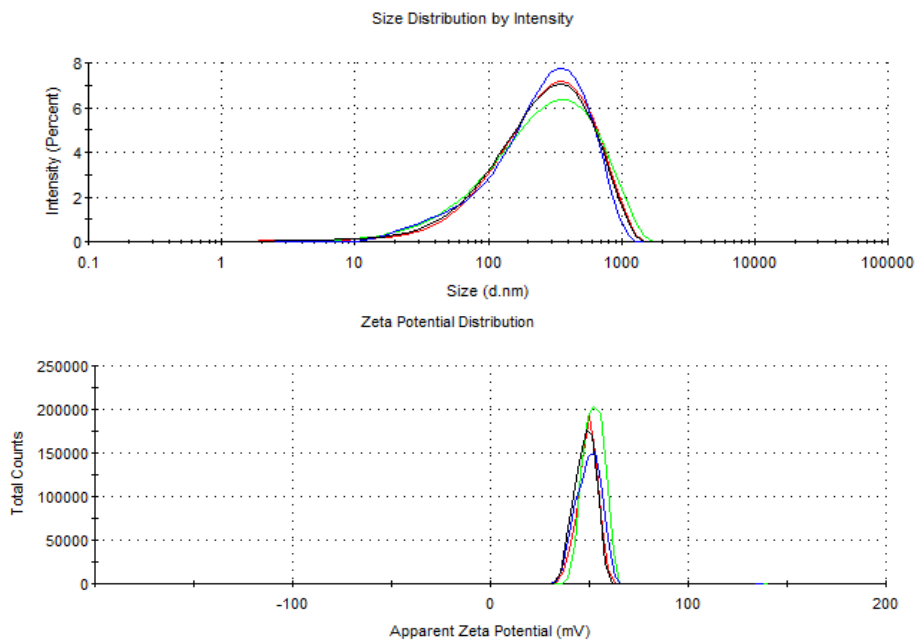 Size Distribution by Intensity
Intensity (Percent)
8
6
4
2
0
0.1 1 10 100 1000 10000 100000
Size (d.nm)
Zeta Potential Distribution
Total Counts
250000
200000
150000
100000
50000
0
-100 0 100 200
Apparent Zeta Potential (mV)